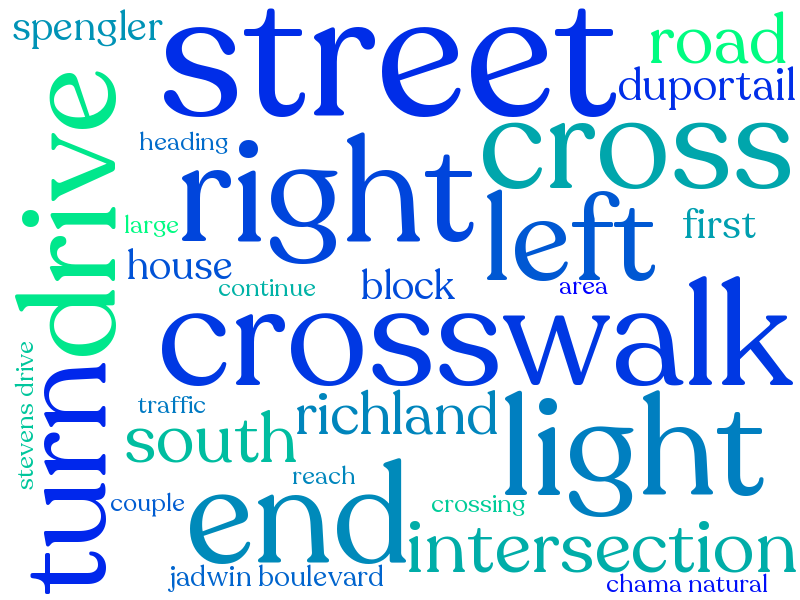 spengler
street
road
duportail
drive
heading
right
cross
large
left
first
house
continue
block
area
crosswalk
stevens drive
turn
traffic
richland
light
south
reach
end
couple
crossing
intersection
jadwin boulevard
chama natural